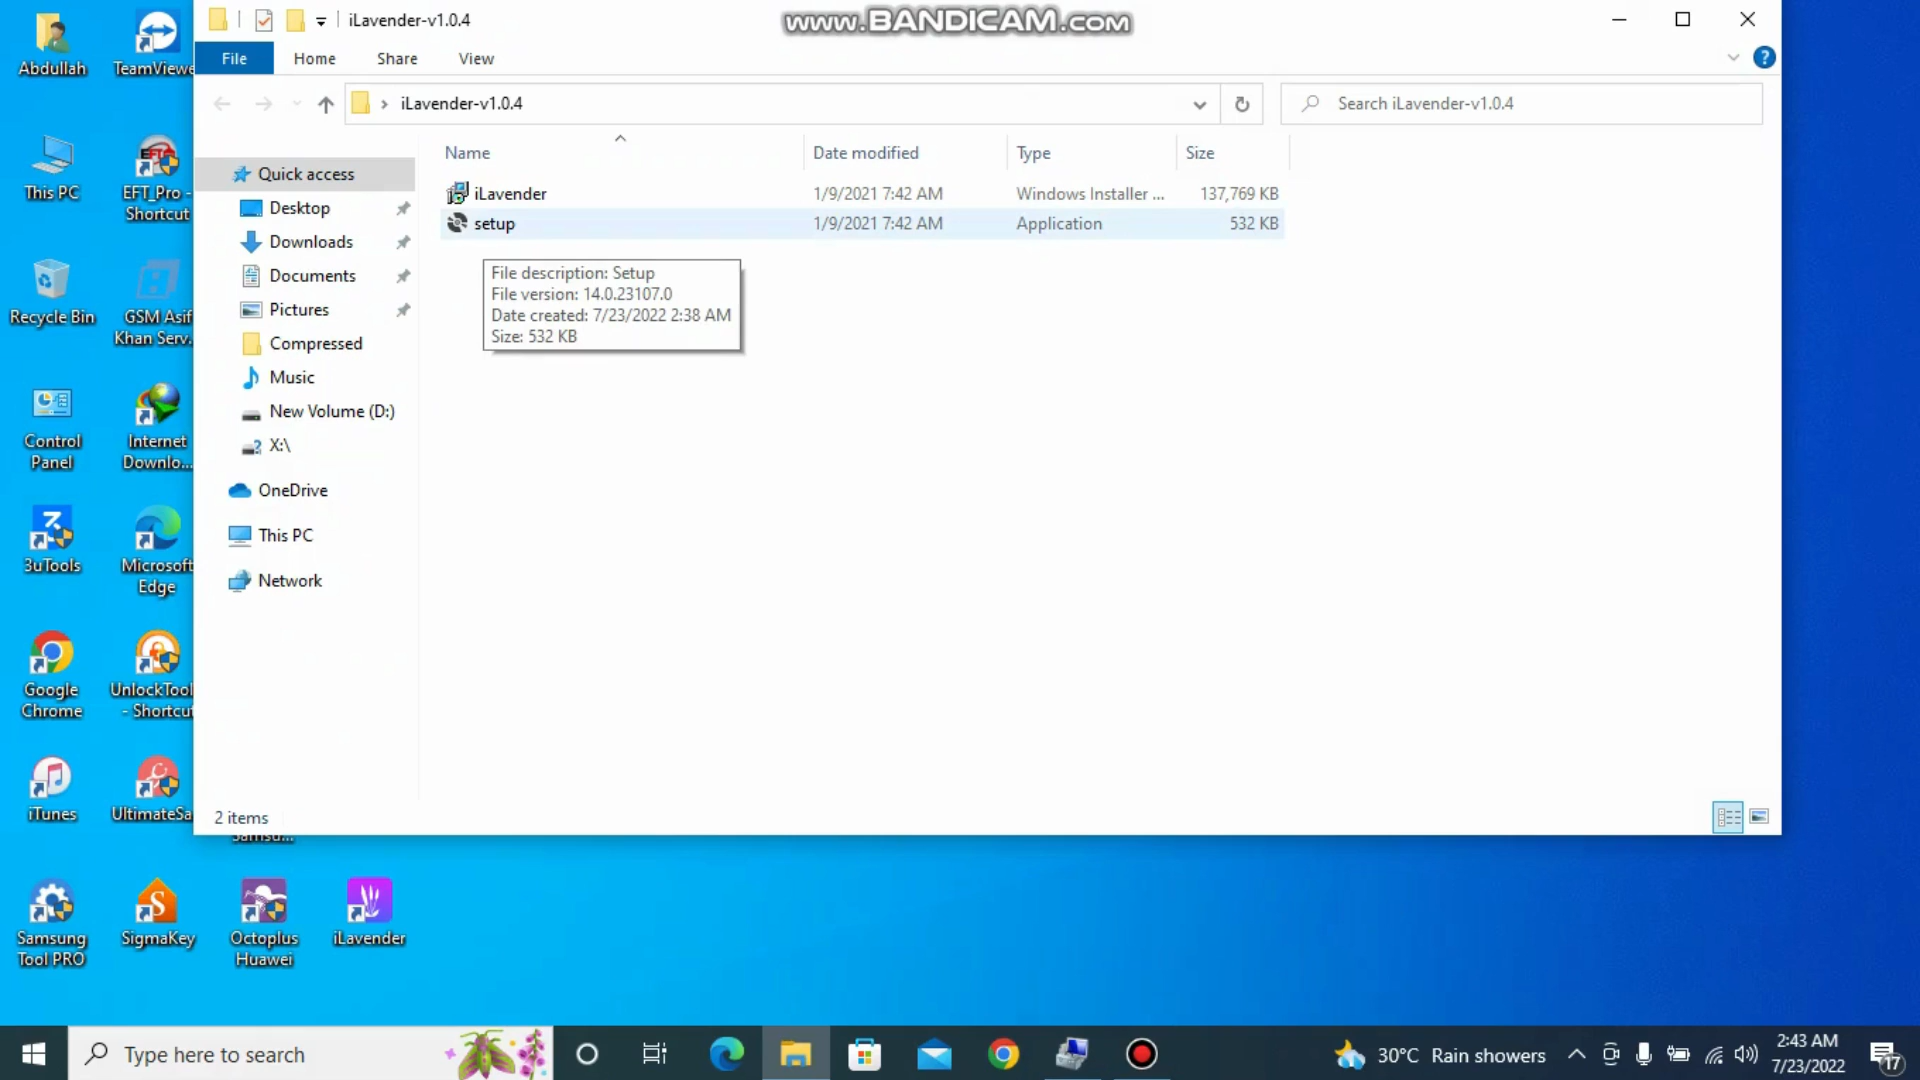 iLavender-v1.0.4
www.BANDICAM.com
File
Home
Share
View
iLavender-v1.0.4
Search iLavender-v1.0.4
Name
Date modified
Type
Size
iLavender
1/9/2021 7:42 AM
Windows Installer ...
137,769 KB
setup
1/9/2021 7:42 AM
Application
532 KB
File description: Setup
File version: 14.0.23107.0
Date created: 7/23/2022 2:38 AM
Size: 532 KB
Quick access
Desktop
Downloads
Documents
Pictures
Compressed
Music
New Volume (D:)
X:\
OneDrive
This PC
Network
2 items
Abdullah
TeamViewe
This PC
EFT_Pro -
Shortcut
Recycle Bin
GSM Asif
Khan Serv...
Control
Panel
Internet
Downlo...
3uTools
Microsoft
Edge
Google
Chrome
UnlockTool
- Shortcut
iTunes
UltimateSa
Samsu...
Samsung
Tool PRO
SigmaKey
Octoplus
Huawei
iLavender
Type here to search
30°C Rain showers
2:43 AM
7/23/2022
17